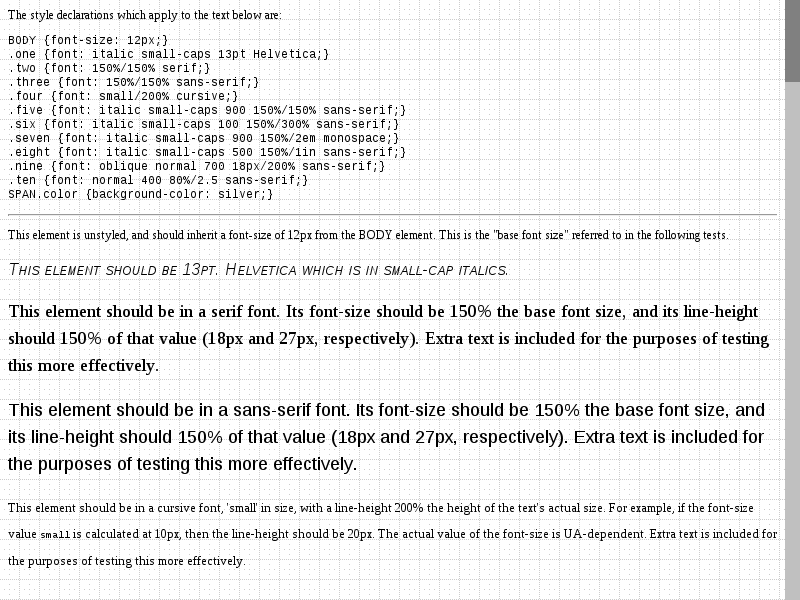 The style declarations which apply to the text below are:
BODY {font-size: 12px;}
.one {font: italic small-caps 13pt Helvetica;}
.two {font: 150%/150% serif;}
.three {font: 150%/150% sans-serif;}
.four {font: small/200% cursive;}
.five {font: italic small-caps 900 150%/150% sans-serif;}
.six {font: italic small-caps 100 150%/300% sans-serif;}
.seven {font: italic small-caps 900 150%/2em monospace;}
.eight {font: italic small-caps 500 150%/1in sans-serif;}
.nine {font: oblique normal 700 18px/200% sans-serif;}
.ten {font: normal 400 80%/2.5 sans-serif;}
SPAN.color {background-color: silver;}
This element is unstyled, and should inherit a font-size of 12px from the BODY element. This is the "base font size" referred to in the following tests.
This element should be 13pt. Helvetica which is in small-cap italics.
This element should be in a serif font. Its font-size should be 150% the base font size, and its line-height
should 150% of that value (18px and 27px, respectively). Extra text is included for the purposes of testing
this more effectively.
This element should be in a sans-serif font. Its font-size should be 150% the base font size, and
its line-height should 150% of that value (18px and 27px, respectively). Extra text is included for
the purposes of testing this more effectively.
This element should be in a cursive font, 'small' in size, with a line-height 200% the height of the text's actual size. For example, if the font-size
value small is calculated at 10px, then the line-height should be 20px. The actual value of the font-size is UA-dependent. Extra text is included for
the purposes of testing this more effectively.